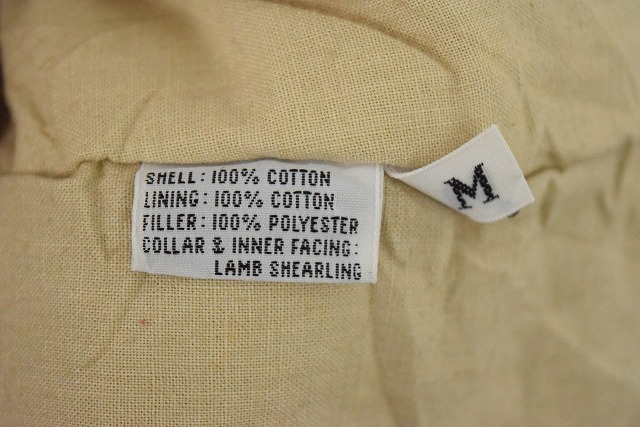 SHELL: 100% COTTON
LINING: 100% COTTON
FILLER: 100% POLYESTER
COLLAR & INNER FACING:
LAMB SHEARLING
M